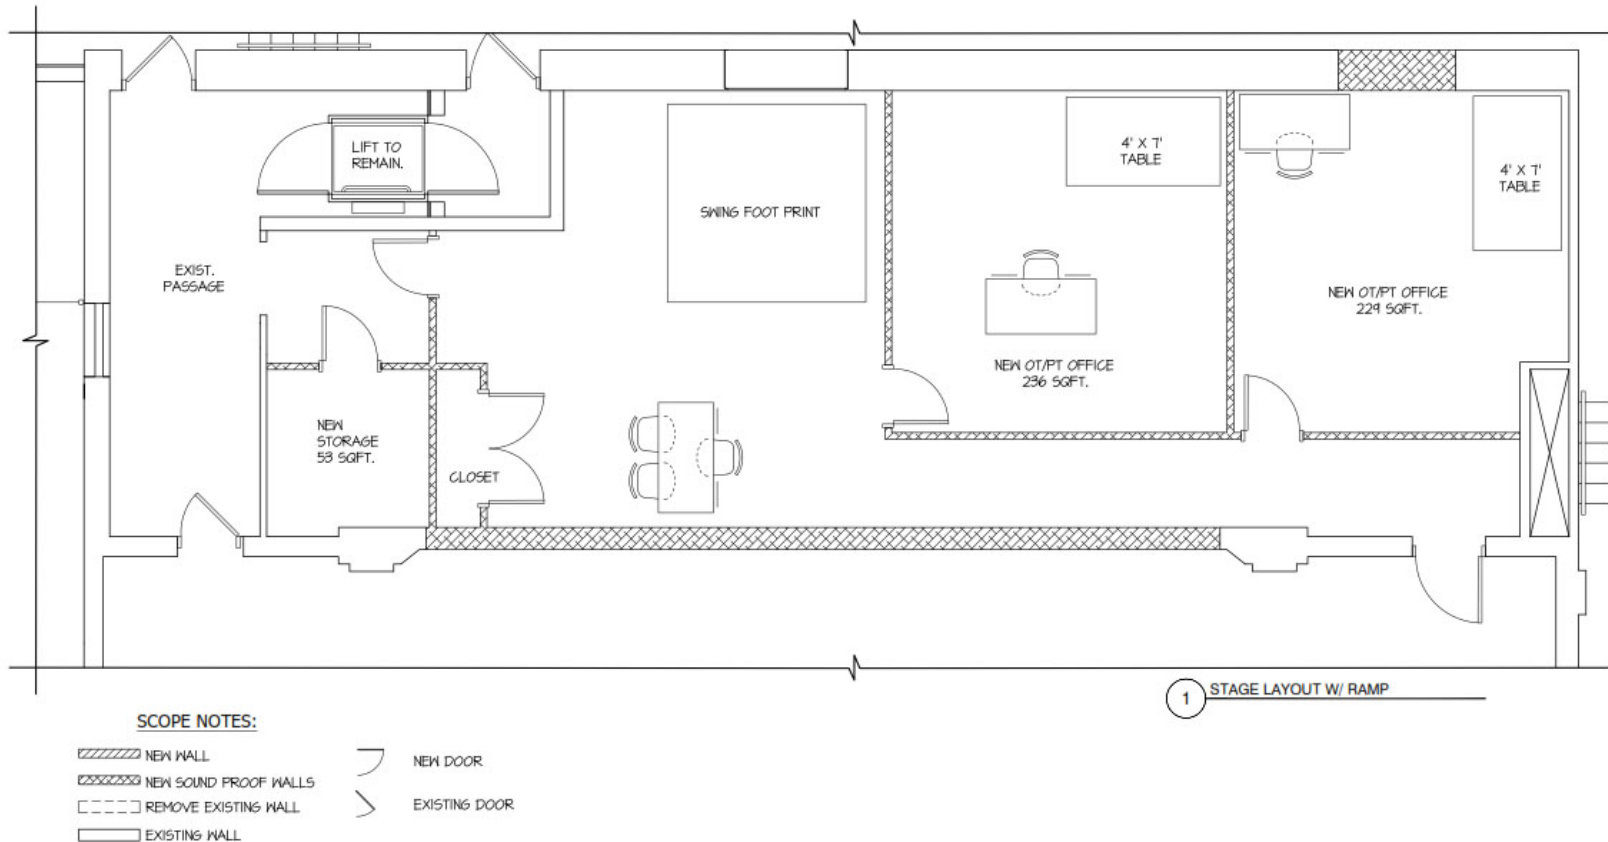 LIFT TO
REMAIN.
4' X 7'
TABLE
4' X 7'
TABLE
SWING FOOT PRINT
EXIST.
PASSAGE
NEW OT/PT OFFICE
229 SQFT.
NEW OT/PT OFFICE
236 SQFT.
NEW
STORAGE
53 SQFT.
CLOSET
1
STAGE LAYOUT W/ RAMP
SCOPE NOTES:
NEW WALL
NEW SOUND PROOF WALLS
REMOVE EXISTING WALL
EXISTING WALL
NEW DOOR
EXISTING DOOR